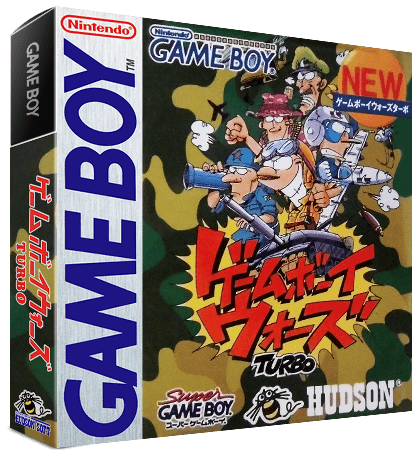 GAME BOY
ゲームボーイウォーズ
TURBO
Nintendo®
GAME BOY™
Nintendo®
GAME BOY®
NEW
ゲームボーイウォーズターボ
ゲームボーイ
ウォーズ
TURBO
Super
GAME BOY®
スーパーゲームボーイ
HUDSON®